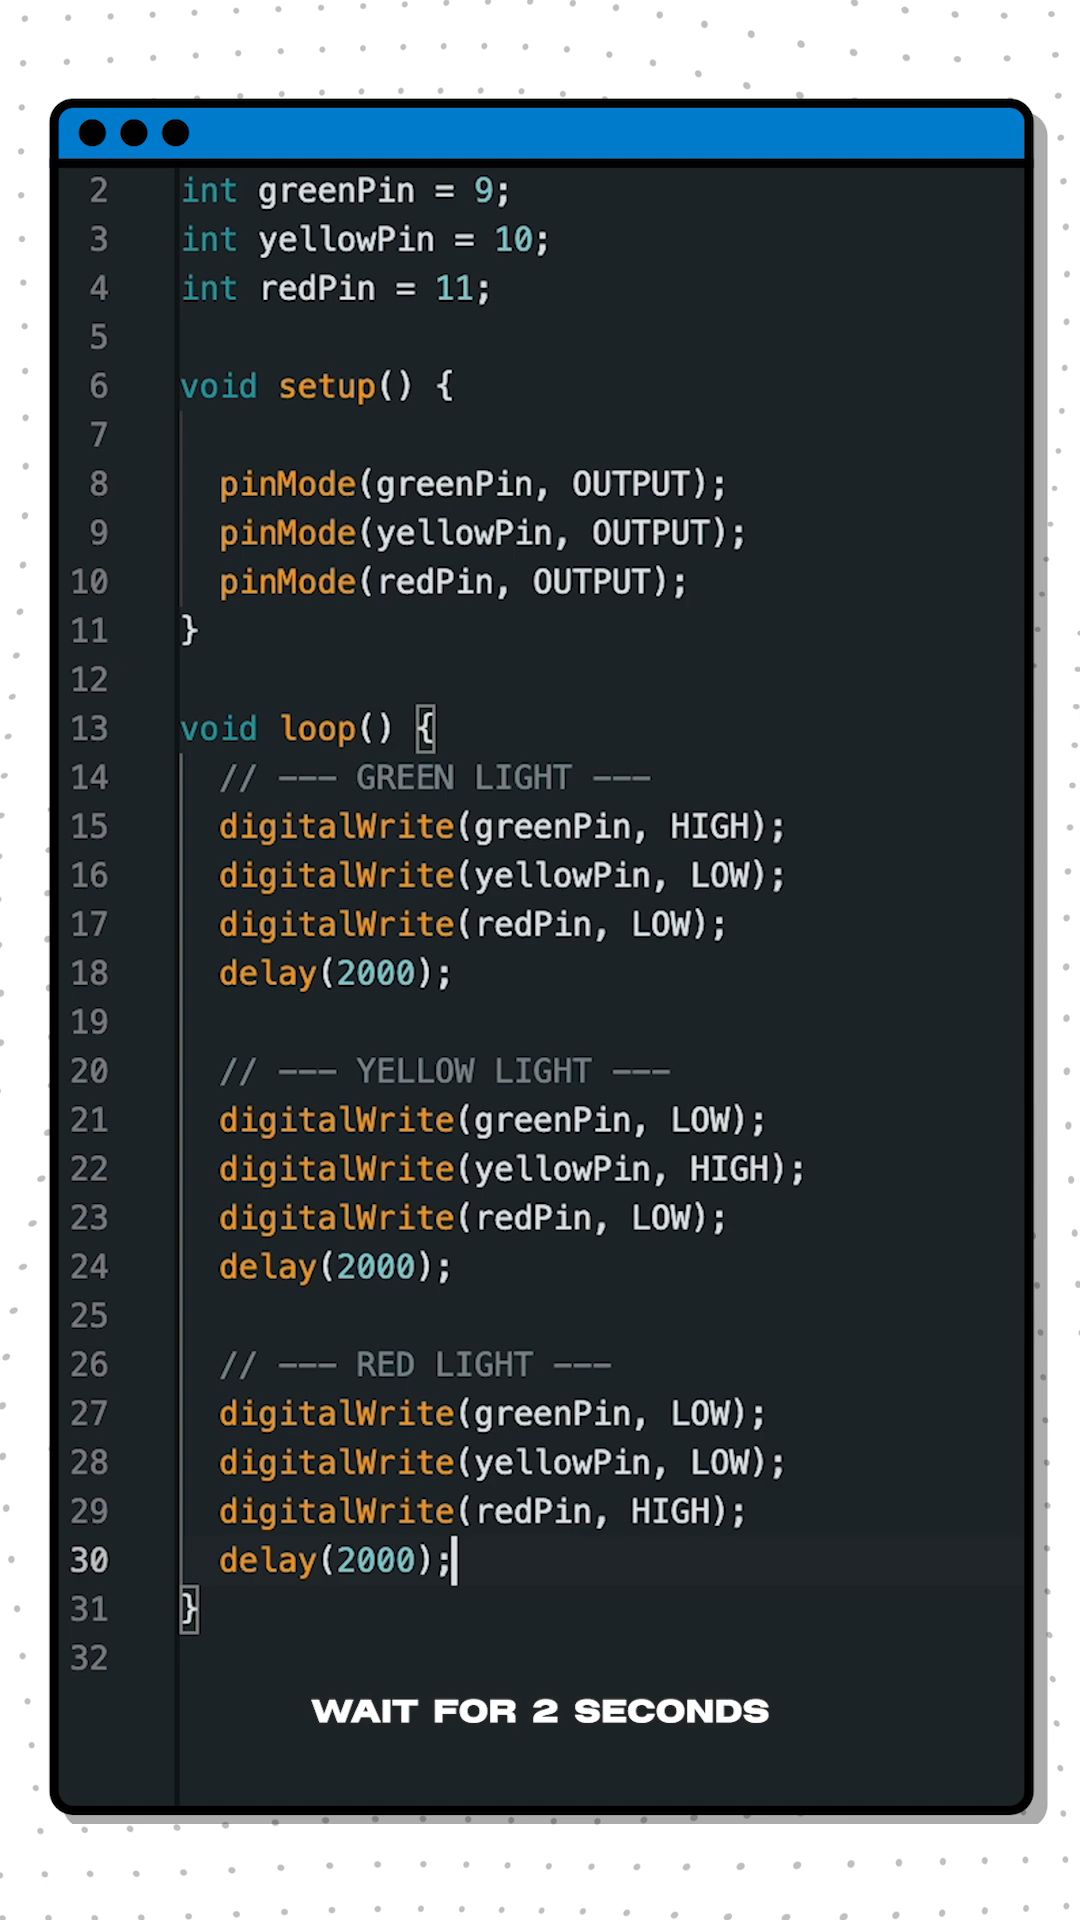 2 int greenPin = 9;
3 int yellowPin = 10;
4 int redPin = 11;
5
6 void setup() {
7
8 pinMode(greenPin, OUTPUT);
9 pinMode(yellowPin, OUTPUT);
10 pinMode(redPin, OUTPUT);
11 }
12
13 void loop() {
14 // --- GREEN LIGHT ---
15 digitalWrite(greenPin, HIGH);
16 digitalWrite(yellowPin, LOW);
17 digitalWrite(redPin, LOW);
18 delay(2000);
19
20 // --- YELLOW LIGHT ---
21 digitalWrite(greenPin, LOW);
22 digitalWrite(yellowPin, HIGH);
23 digitalWrite(redPin, LOW);
24 delay(2000);
25
26 // --- RED LIGHT ---
27 digitalWrite(greenPin, LOW);
28 digitalWrite(yellowPin, LOW);
29 digitalWrite(redPin, HIGH);
30 delay(2000);
31 }
32
WAIT FOR 2 SECONDS